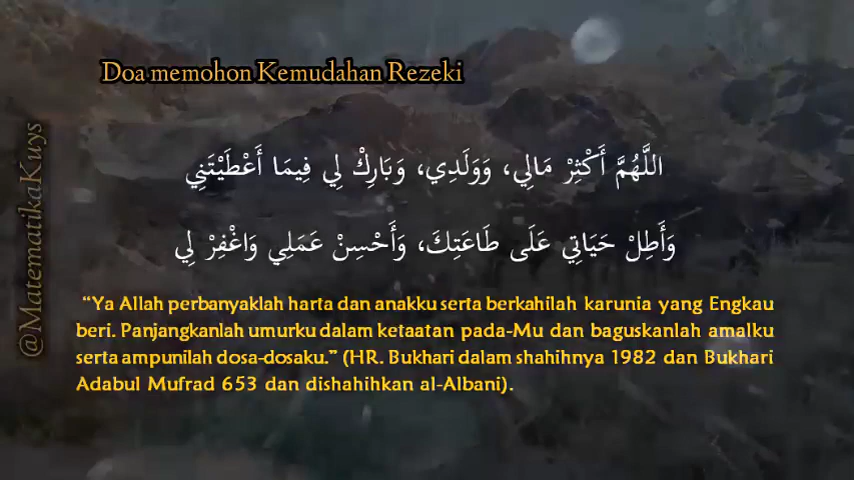 Doa memohon Kemudahan Rezeki
@MatematikaKuys
اللَّهُمَّ أَكْثِرْ مَالِي، وَوَلَدِي، وَبَارِكْ لِي فِيمَا أَعْطَيْتَنِي
وَأَطِلْ حَيَاتِي عَلَى طَاعَتِكَ، وَأَحْسِنْ عَمَلِي وَاغْفِرْ لِي
“Ya Allah perbanyaklah harta dan anakku serta berkahilah karunia yang Engkau
beri. Panjangkanlah umurku dalam ketaatan pada-Mu dan baguskanlah amalku
serta ampunilah dosa-dosaku.” (HR. Bukhari dalam shahihnya 1982 dan Bukhari
Adabul Mufrad 653 dan dishahihkan al-Albani).